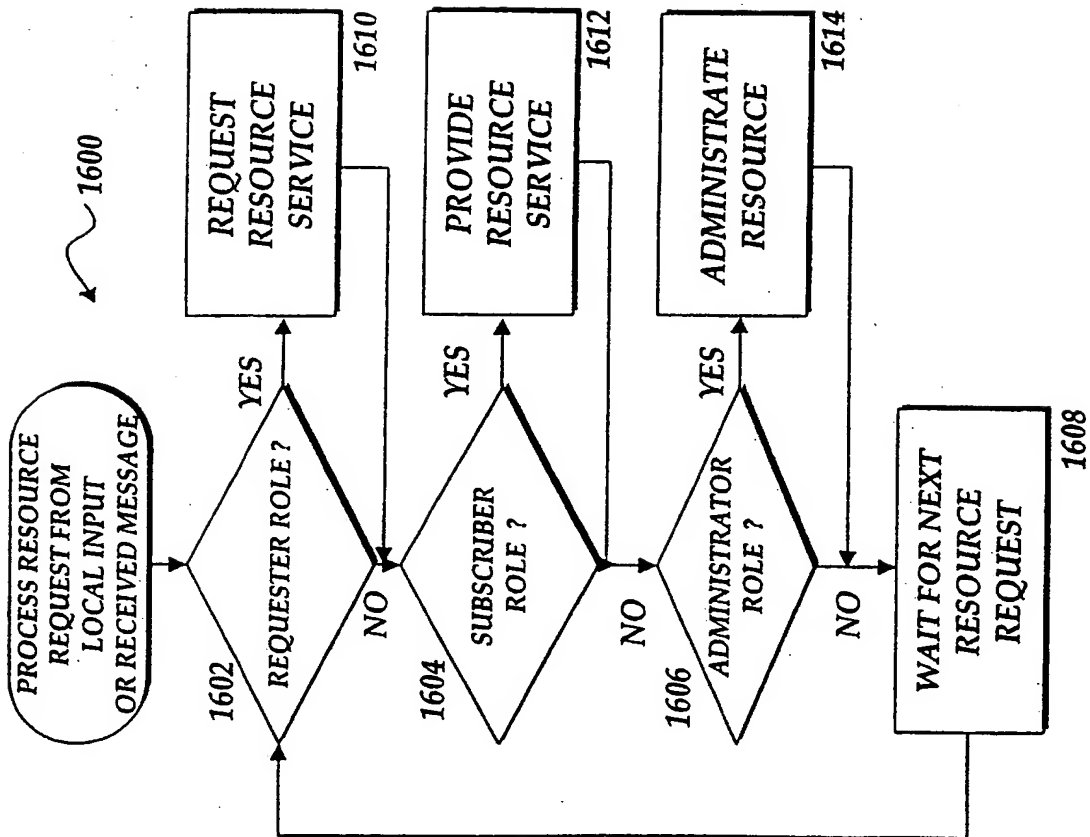 1600
PROCESS RESOURCE
REQUEST FROM
LOCAL INPUT
OR RECEIVED MESSAGE
1602
REQUESTER ROLE ?
YES
NO
REQUEST
RESOURCE
SERVICE
1610
1604
SUBSCRIBER
ROLE ?
YES
NO
PROVIDE
RESOURCE
SERVICE
1612
1606
ADMINISTRATOR
ROLE ?
YES
NO
ADMINISTRATE
RESOURCE
1614
WAIT FOR NEXT
RESOURCE
REQUEST
1608